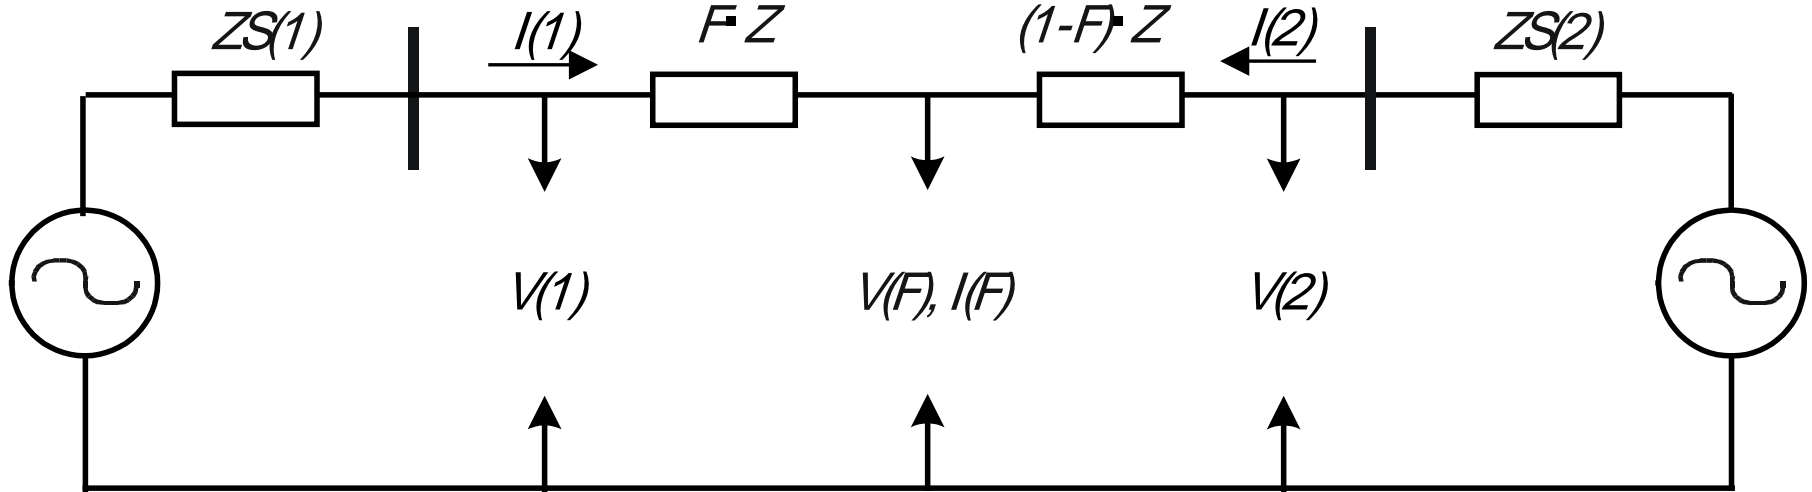 ZS(1) I(1) F▪Z (1-F)▪Z I(2) ZS(2)
V(1) V(F), I(F) V(2)